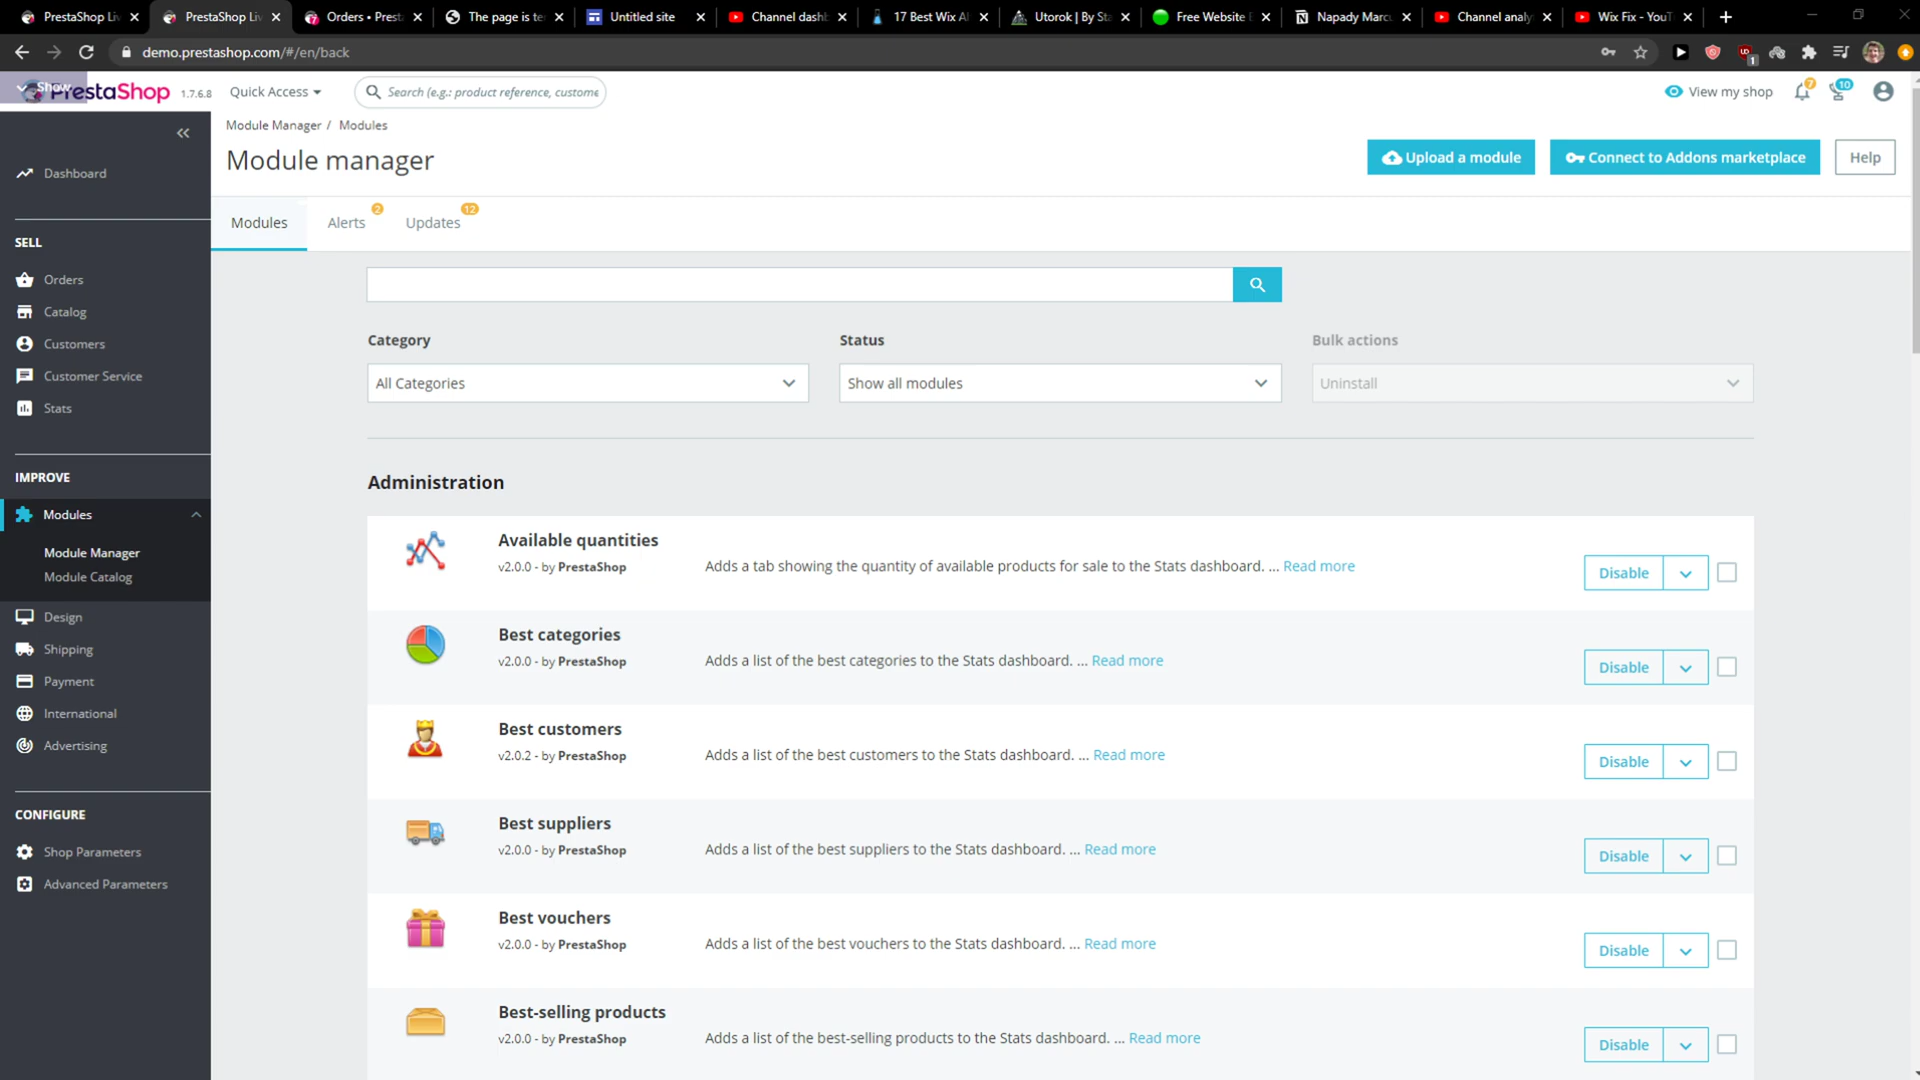 PrestaShop Liv
PrestaShop Liv
Orders • Prest
The page is te
Untitled site
Channel dash
17 Best Wix A
Utorok | By St
Free Website
Napady Marc
Channel analy
Wix Fix - YouT
demo.prestashop.com/#/en/back
1
Show
PrestaShop
1.7.6.8
Quick Access
Search (e.g.: product reference, custome
View my shop
7
10
Module Manager / Modules
Module manager
Upload a module
Connect to Addons marketplace
Help
Dashboard
Modules
Alerts
2
Updates
12
SELL
Orders
Catalog
Customers
Customer Service
Stats
Category
Status
Bulk actions
All Categories
Show all modules
Uninstall
IMPROVE
Modules
Module Manager
Module Catalog
Design
Shipping
Payment
International
Advertising
CONFIGURE
Shop Parameters
Advanced Parameters
Administration
Available quantities
v2.0.0 - by PrestaShop
Adds a tab showing the quantity of available products for sale to the Stats dashboard. ... Read more
Disable
Best categories
v2.0.0 - by PrestaShop
Adds a list of the best categories to the Stats dashboard. ... Read more
Disable
Best customers
v2.0.2 - by PrestaShop
Adds a list of the best customers to the Stats dashboard. ... Read more
Disable
Best suppliers
v2.0.0 - by PrestaShop
Adds a list of the best suppliers to the Stats dashboard. ... Read more
Disable
Best vouchers
v2.0.0 - by PrestaShop
Adds a list of the best vouchers to the Stats dashboard. ... Read more
Disable
Best-selling products
v2.0.0 - by PrestaShop
Adds a list of the best-selling products to the Stats dashboard. ... Read more
Disable